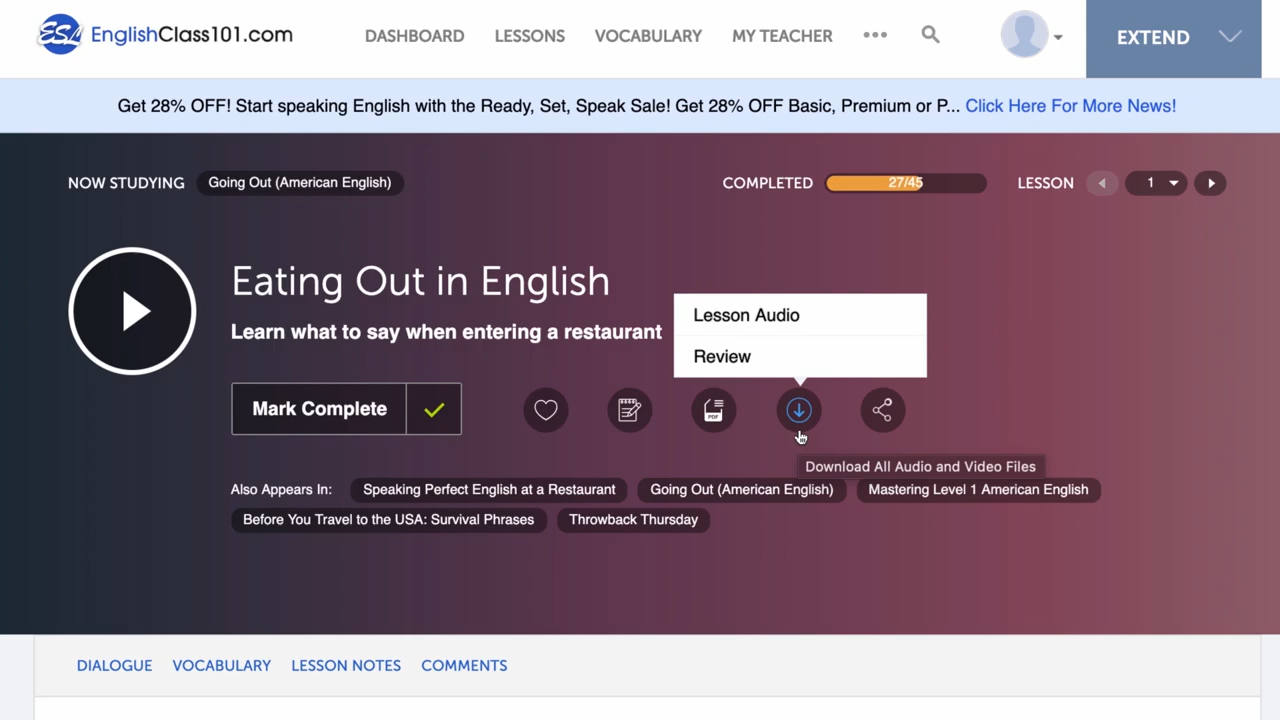 ESL EnglishClass101.com
DASHBOARD LESSONS VOCABULARY MY TEACHER ••• EXTEND
Get 28% OFF! Start speaking English with the Ready, Set, Speak Sale! Get 28% OFF Basic, Premium or P... Click Here For More News!
NOW STUDYING Going Out (American English) COMPLETED 27/45 LESSON 1
Eating Out in English
Learn what to say when entering a restaurant
Lesson Audio
Review
Mark Complete
PDF
Download All Audio and Video Files
Also Appears In: Speaking Perfect English at a Restaurant Going Out (American English) Mastering Level 1 American English
Before You Travel to the USA: Survival Phrases Throwback Thursday
DIALOGUE VOCABULARY LESSON NOTES COMMENTS